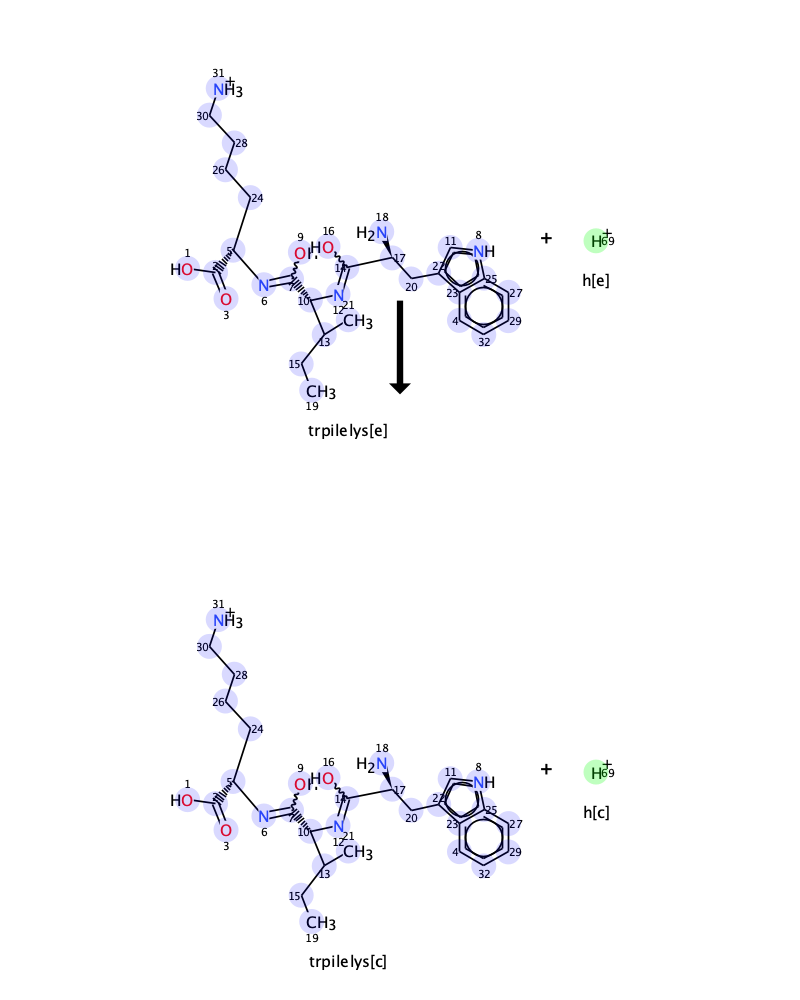 31
NH3
+
30
28
26
24
18
H2N
16
HO
9
OH
11
8
NH
+
H
+
69
1
HO
5
14
17
22
25
h[e]
O
3
N
6
7
10
N
12
21
CH3
20
23
27
4
29
32
13
15
CH3
19
trpilelys[e]
31
NH3
+
30
28
26
24
18
H2N
16
HO
9
OH
11
8
NH
+
H
+
69
1
HO
5
14
17
22
25
h[c]
O
3
N
6
7
10
N
12
21
CH3
20
23
27
4
29
32
13
15
CH3
19
trpilelys[c]